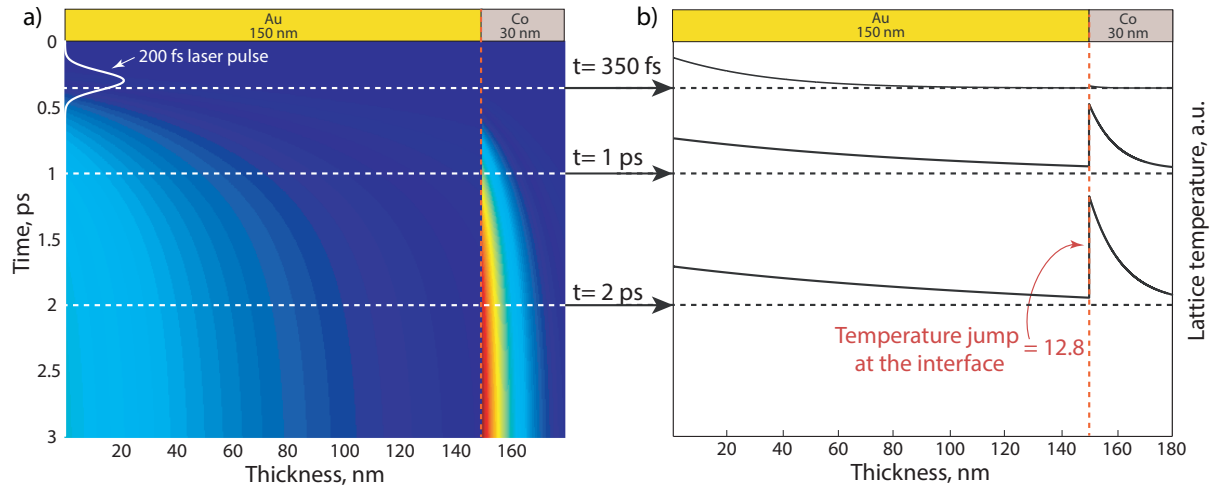 a)
Au
150 nm
Co
30 nm
200 fs laser pulse
0
0.5
1
1.5
2
2.5
3
Time, ps
20
40
60
80
100
120
140
160
Thickness, nm
t= 350 fs
t= 1 ps
t= 2 ps
b)
Au
150 nm
Co
30 nm
Temperature jump
at the interface
= 12.8
20
40
60
80
100
120
140
160
180
Thickness, nm
Lattice temperature, a.u.